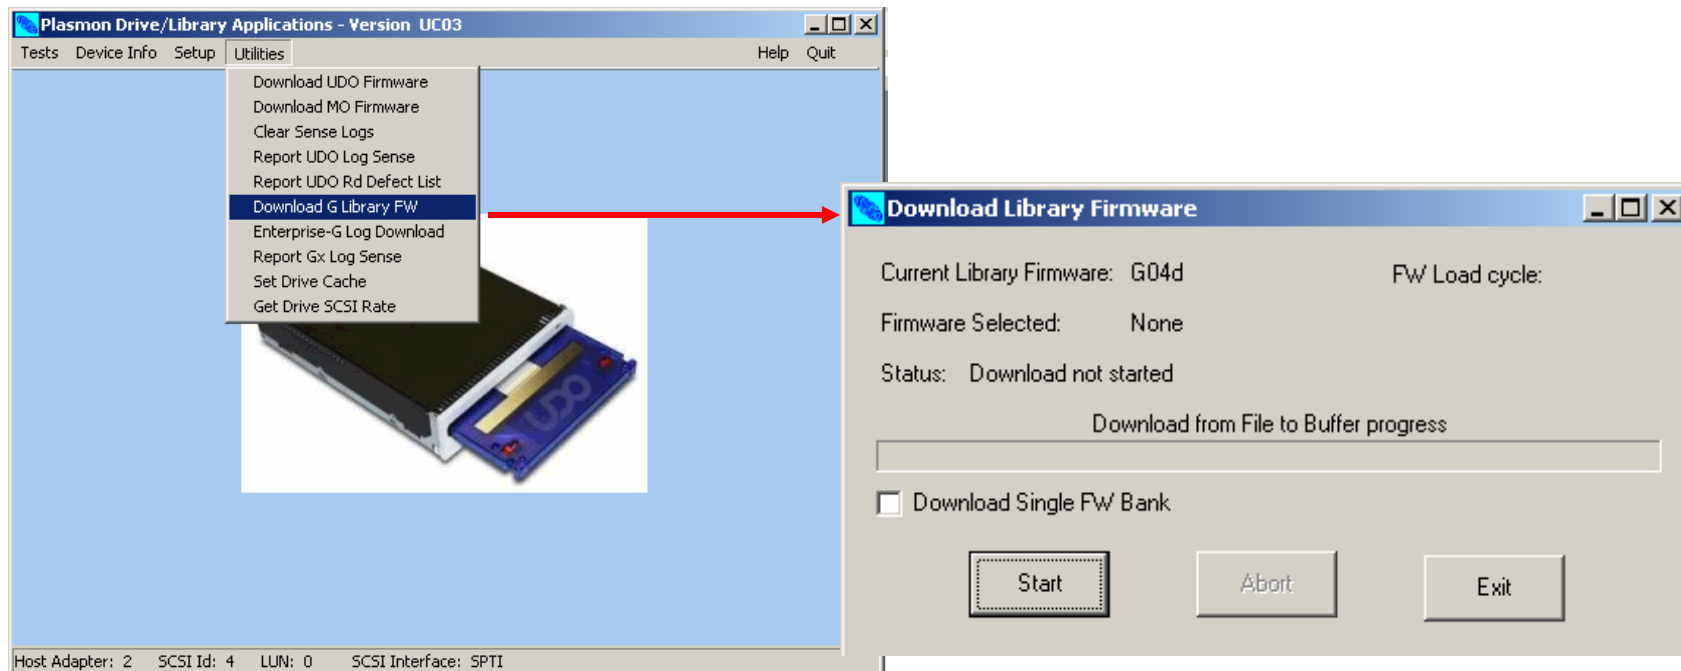 Plasmon Drive/Library Applications - Version UC03
Tests Device Info Setup Utilities Help Quit
Download UDO Firmware
Download MO Firmware
Clear Sense Logs
Report UDO Log Sense
Report UDO Rd Defect List
Download G Library FW
Enterprise-G Log Download
Report Gx Log Sense
Set Drive Cache
Get Drive SCSI Rate
UDO
Host Adapter: 2 SCSI Id: 4 LUN: 0 SCSI Interface: SPTI
Download Library Firmware
Current Library Firmware: G04d FW Load cycle:
Firmware Selected: None
Status: Download not started
Download from File to Buffer progress
Download Single FW Bank
Start Abort Exit